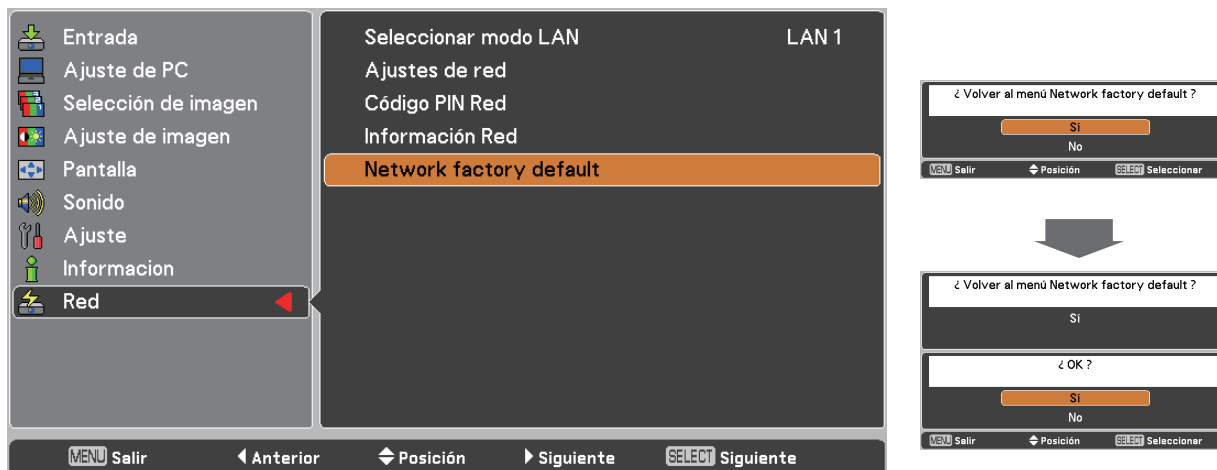 Entrada
Ajuste de PC
Selección de imagen
Ajuste de imagen
Pantalla
Sonido
Ajuste
Informacion
Red
Seleccionar modo LAN LAN 1
Ajustes de red
Código PIN Red
Información Red
Network factory default
MENU Salir Anterior Posición Siguiente SELECT Siguiente
¿ Volver al menú Network factory default ?
Sí
No
MENU Salir Posición SELECT Seleccionar
¿ Volver al menú Network factory default ?
Sí
¿ OK ?
Sí
No
MENU Salir Posición SELECT Seleccionar